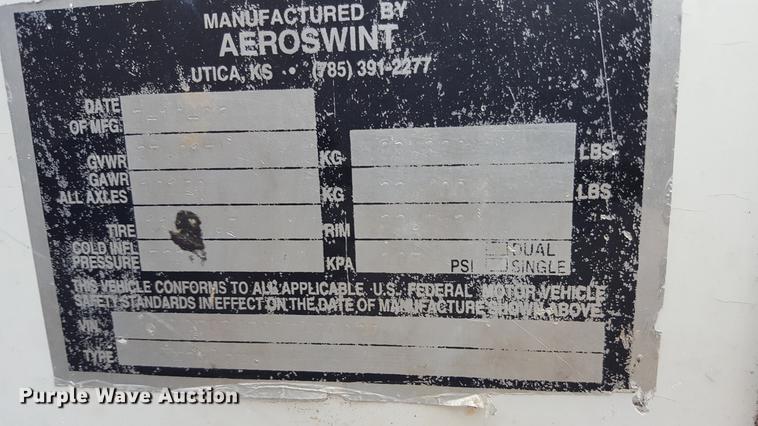 MANUFACTURED BY
AEROSWINT
UTICA, KS • (785) 391-2277
DATE
OF MFG.
GVWR KG LBS
GAWR
ALL AXLES KG LBS
TIRE RIM
COLD INFL. DUAL
PRESSURE KPA PSI SINGLE
THIS VEHICLE CONFORMS TO ALL APPLICABLE U.S. FEDERAL MOTOR VEHICLE
SAFETY STANDARDS IN EFFECT ON THE DATE OF MANUFACTURE SHOWN ABOVE
VIN
TYPE
Purple Wave Auction